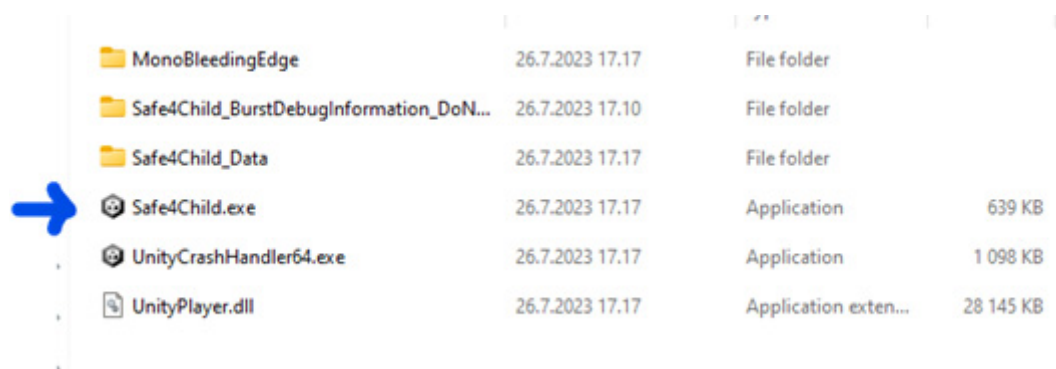 MonoBleedingEdge 26.7.2023 17.17 File folder
Safe4Child_BurstDebugInformation_DoN... 26.7.2023 17.10 File folder
Safe4Child_Data 26.7.2023 17.17 File folder
Safe4Child.exe 26.7.2023 17.17 Application 639 KB
UnityCrashHandler64.exe 26.7.2023 17.17 Application 1 098 KB
UnityPlayer.dll 26.7.2023 17.17 Application exten... 28 145 KB